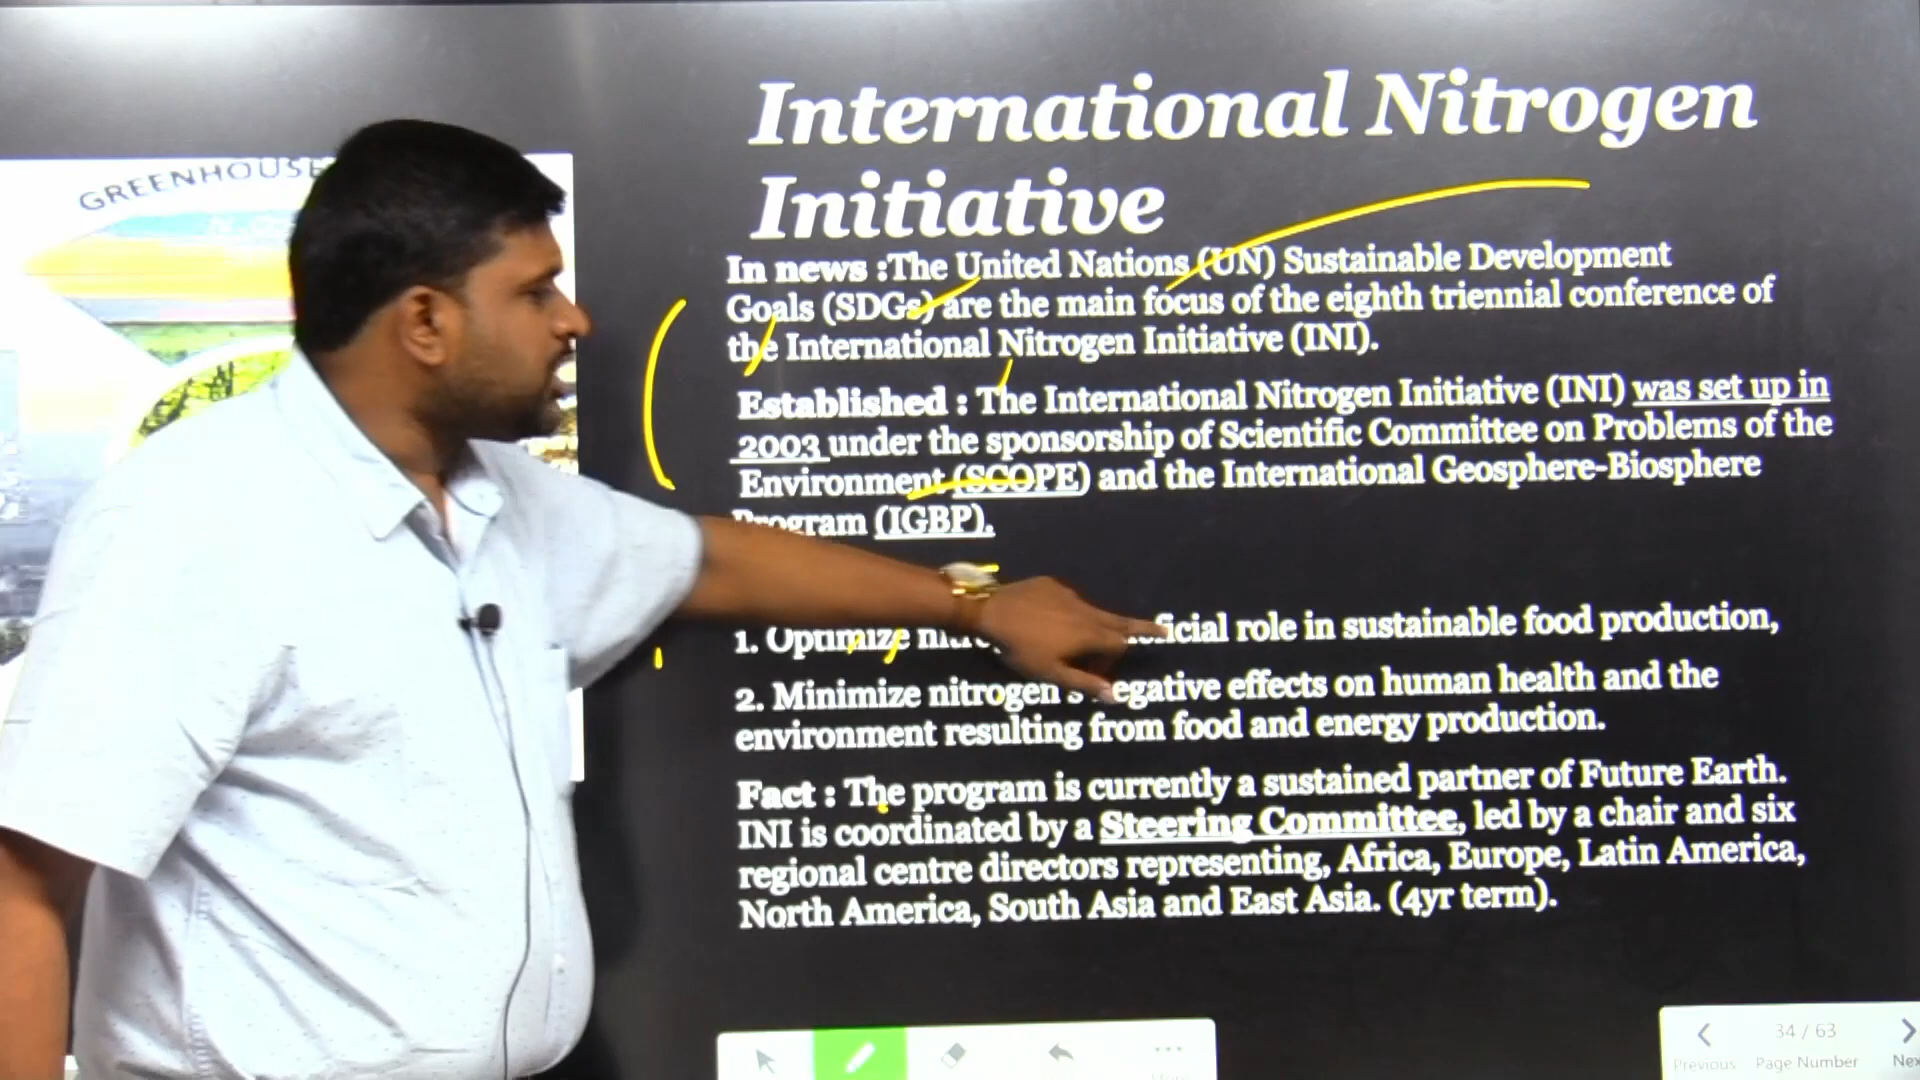 GREENHOUSE
International Nitrogen
Initiative
In news :The United Nations (UN) Sustainable Development
Goals (SDGs) are the main focus of the eighth triennial conference of
the International Nitrogen Initiative (INI).
Established : The International Nitrogen Initiative (INI) was set up in
2003 under the sponsorship of Scientific Committee on Problems of the
Environment (SCOPE) and the International Geosphere-Biosphere
Program (IGBP).
1. Optimize role in sustainable food production,
2. Minimize nitrogen's negative effects on human health and the
environment resulting from food and energy production.
Fact : The program is currently a sustained partner of Future Earth.
INI is coordinated by a Steering Committee, led by a chair and six
regional centre directors representing, Africa, Europe, Latin America,
North America, South Asia and East Asia. (4yr term).
34 / 63
Previous Page Number